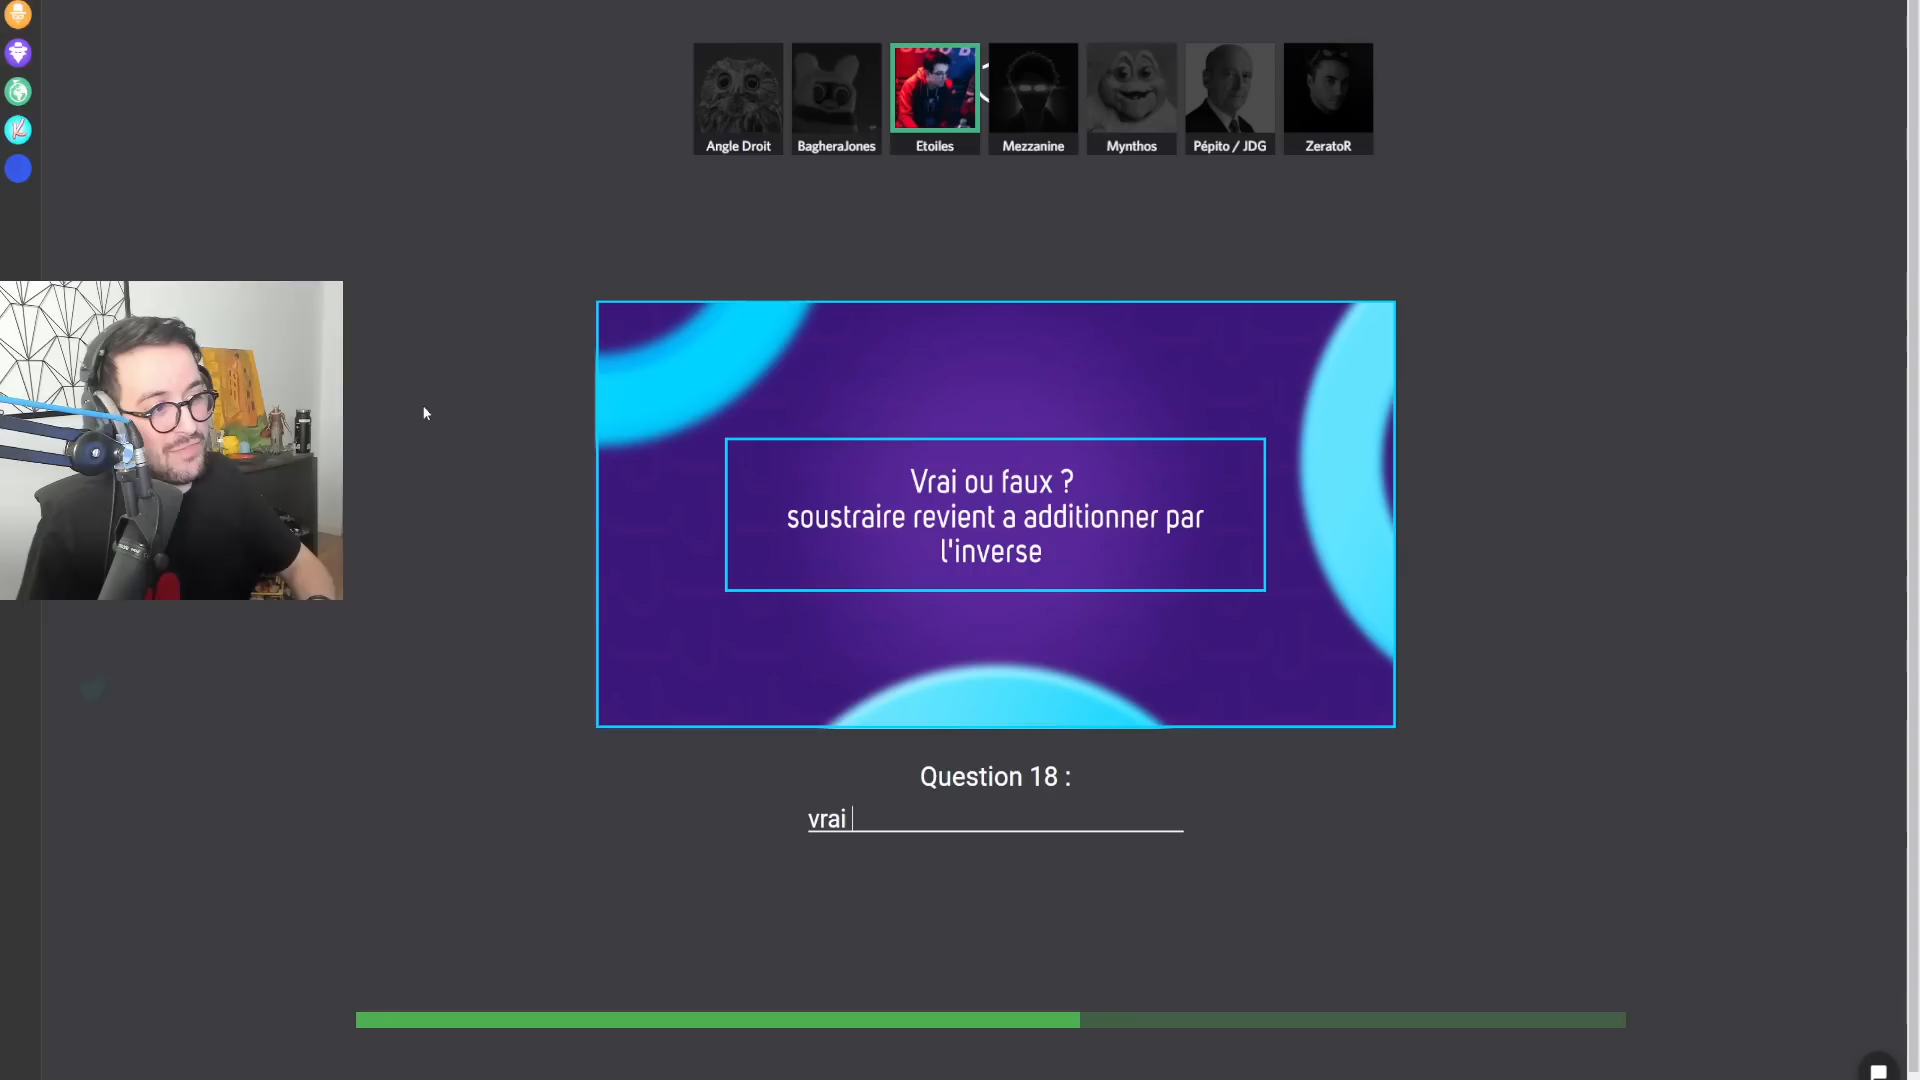 Angle Droit
BagheraJones
Etoiles
Mezzanine
Mynthos
Pépito / JDG
ZeratoR
Vrai ou faux ?
soustraire revient a additionner par
l'inverse
Question 18 :
vrai